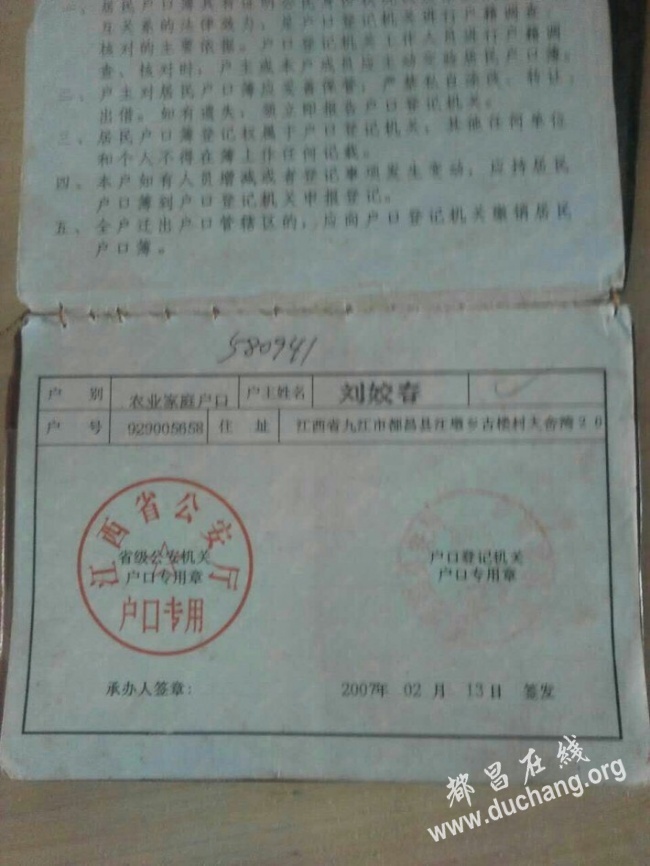 一、居民户口簿具有证明公民身份状况
互关系的法律效力，是户口登记机关进行户籍调查、
核对的主要依据。户口登记机关工作人员进行户籍调
查、核对时，户主或本户成员应主动交验居民户口簿。
二、户主对居民户口簿应妥善保管，严禁私自涂改、转让、
出借。如有遗失，须立即报告户口登记机关。
三、居民户口簿登记权属于户口登记机关，其他任何单位
和个人不得在簿上作任何记载。
四、本户如有人员增减或者登记事项发生变动，应持居民
户口簿到户口登记机关申报登记。
五、全户迁出户口管辖区的，应向户口登记机关缴销居民
户口簿。
580941
户别 农业家庭户口 户主姓名 刘姣春
户号 929005658 住址 江西省九江市都昌县汪墩乡古楼村大舍湾20
江西省公安厅
省级公安机关
户口专用章
户口专用
户口登记机关
户口专用章
承办人签章： 2007年 02 月 13日 签发
都昌在線
www.duchang.org